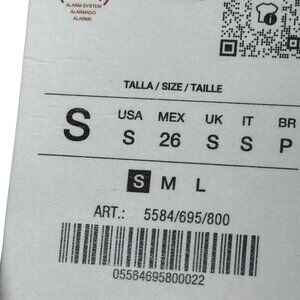 ALARM SYSTEM
ALARMADO
ALARME
TALLA / SIZE / TAILLE
S USA MEX UK IT BR
S 26 S S P
S M L
ART.: 5584/695/800
05584695800022